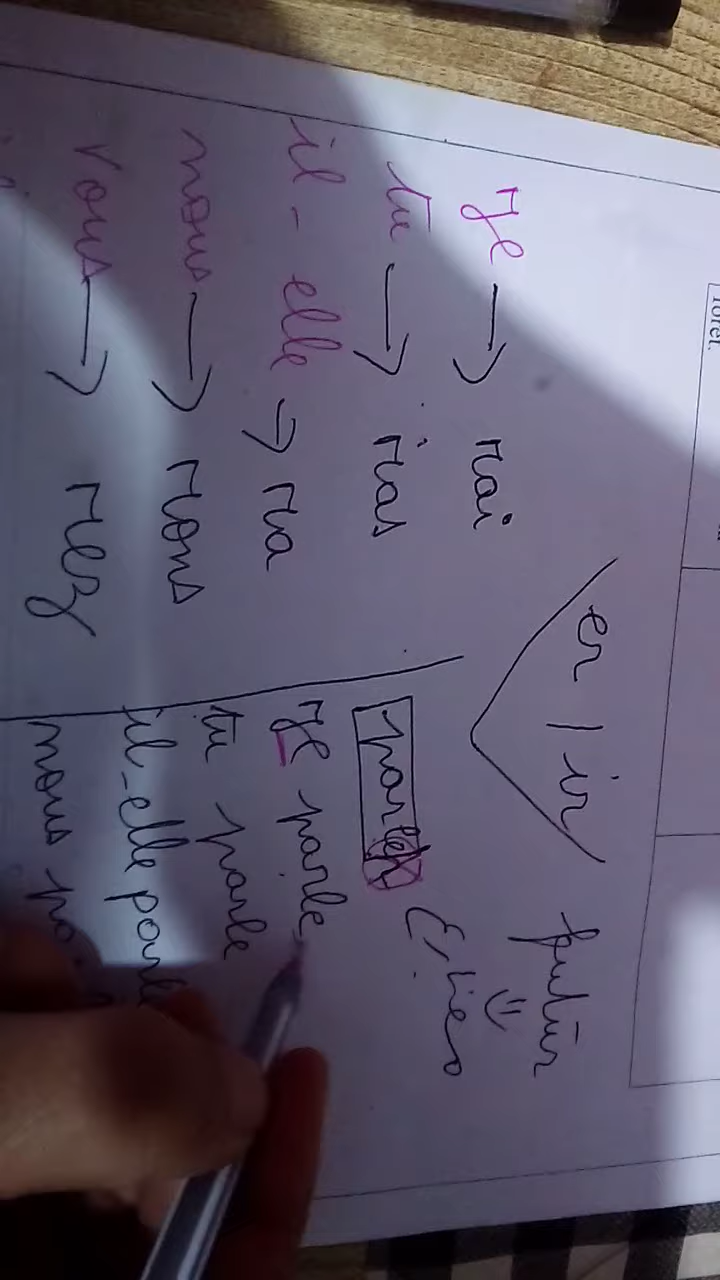 foret.
er / ir futur
je → rai
tu → ras
il - elle → ra
nous → rons
vous → rez
parler
je parle
tu parle
il - elle parle
nous